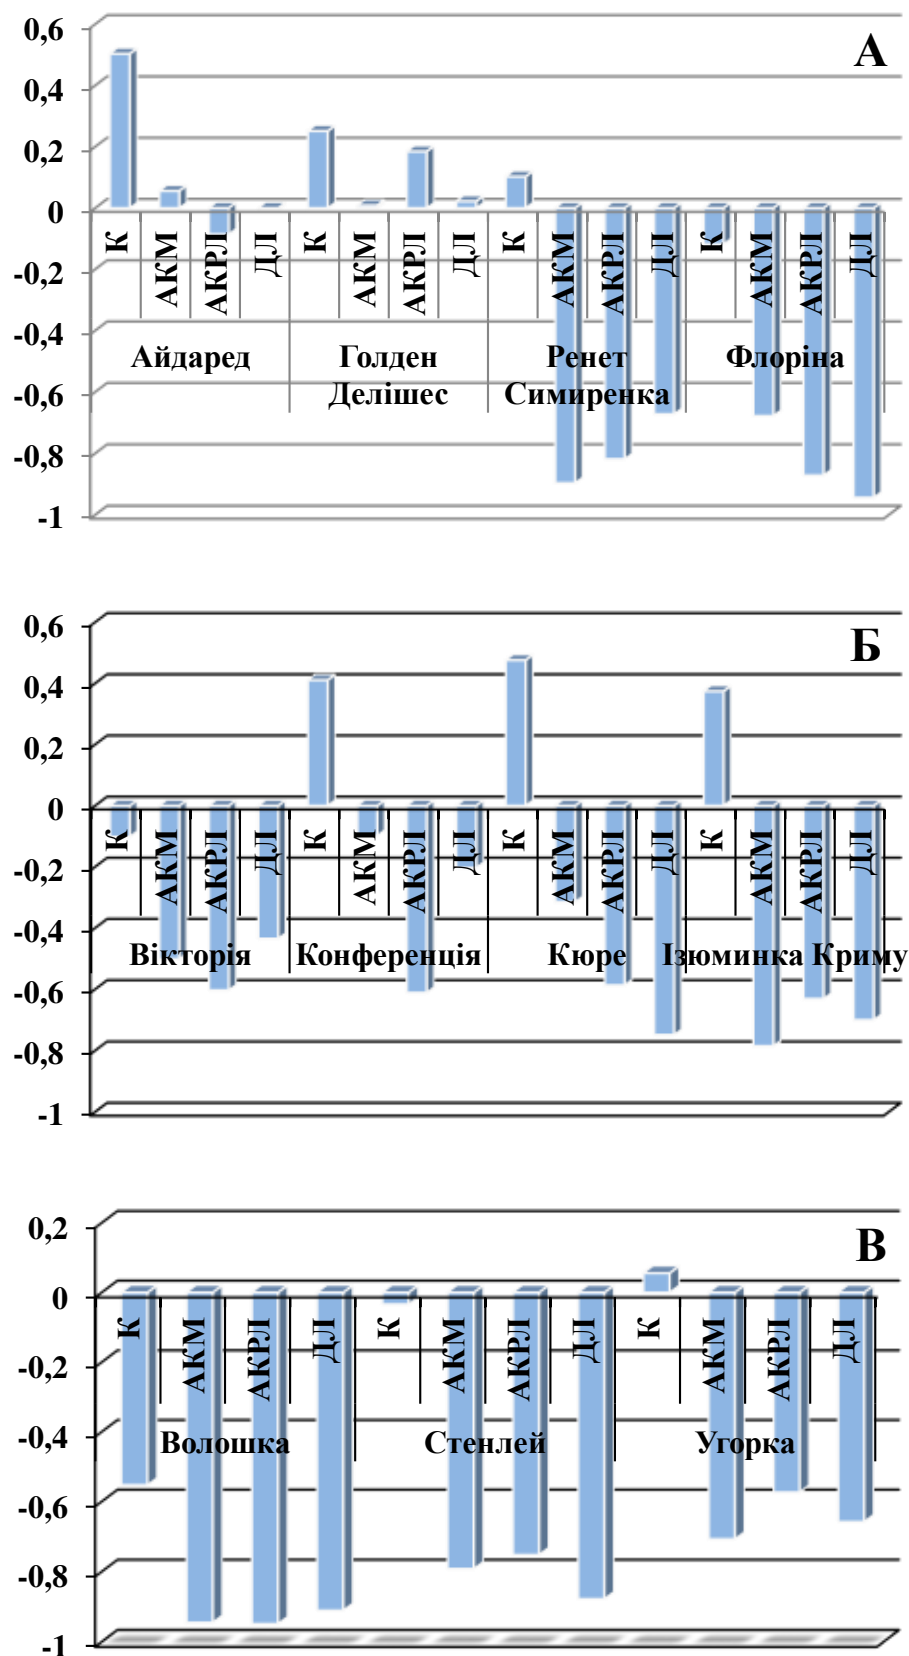 А
0,6
0,4
0,2
0
-0,2
-0,4
-0,6
-0,8
-1
К АКМ АКРЛ ДЛ К АКМ АКРЛ ДЛ К АКМ АКРЛ ДЛ К АКМ АКРЛ ДЛ
Айдаред Голден Ренет Флоріна
Делішес Симиренка
Б
0,6
0,4
0,2
0
-0,2
-0,4
-0,6
-0,8
-1
К АКМ АКРЛ ДЛ К АКМ АКРЛ ДЛ К АКМ АКРЛ ДЛ К АКМ АКРЛ ДЛ
Вікторія Конференція Кюре Ізюминка Криму
В
0,2
0
-0,2
-0,4
-0,6
-0,8
-1
К АКМ АКРЛ ДЛ К АКМ АКРЛ ДЛ К АКМ АКРЛ ДЛ
Волошка Стенлей Угорка